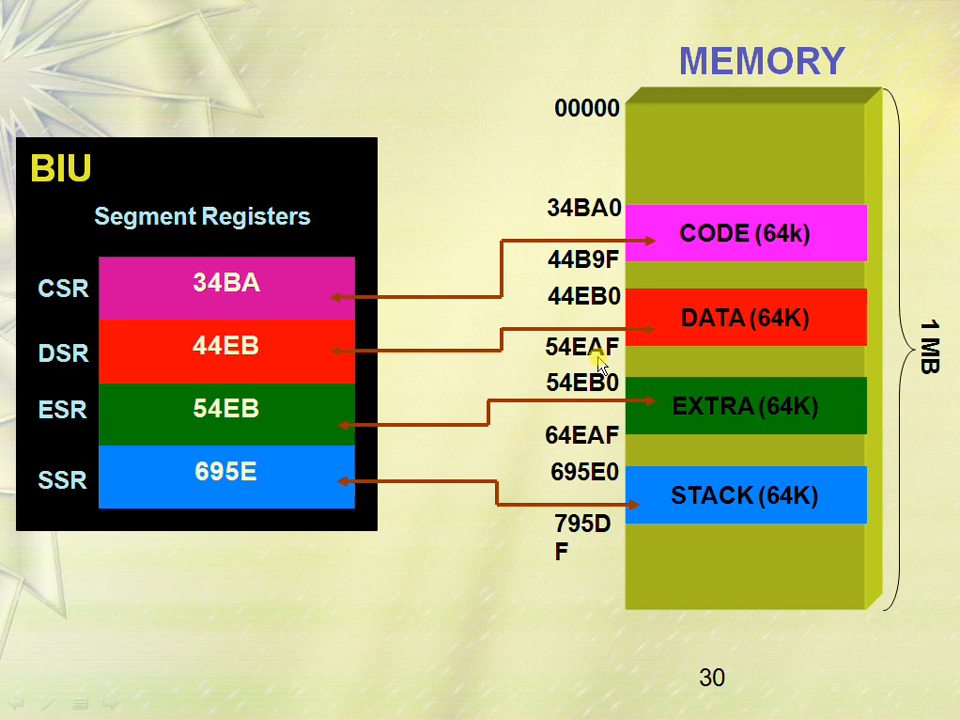 MEMORY
00000
BIU
Segment Registers
CSR
34BA
DSR
44EB
ESR
54EB
SSR
695E
34BA0
CODE (64k)
44B9F
44EB0
DATA (64K)
54EAF
54EB0
EXTRA (64K)
64EAF
695E0
STACK (64K)
795D
F
1 MB
30